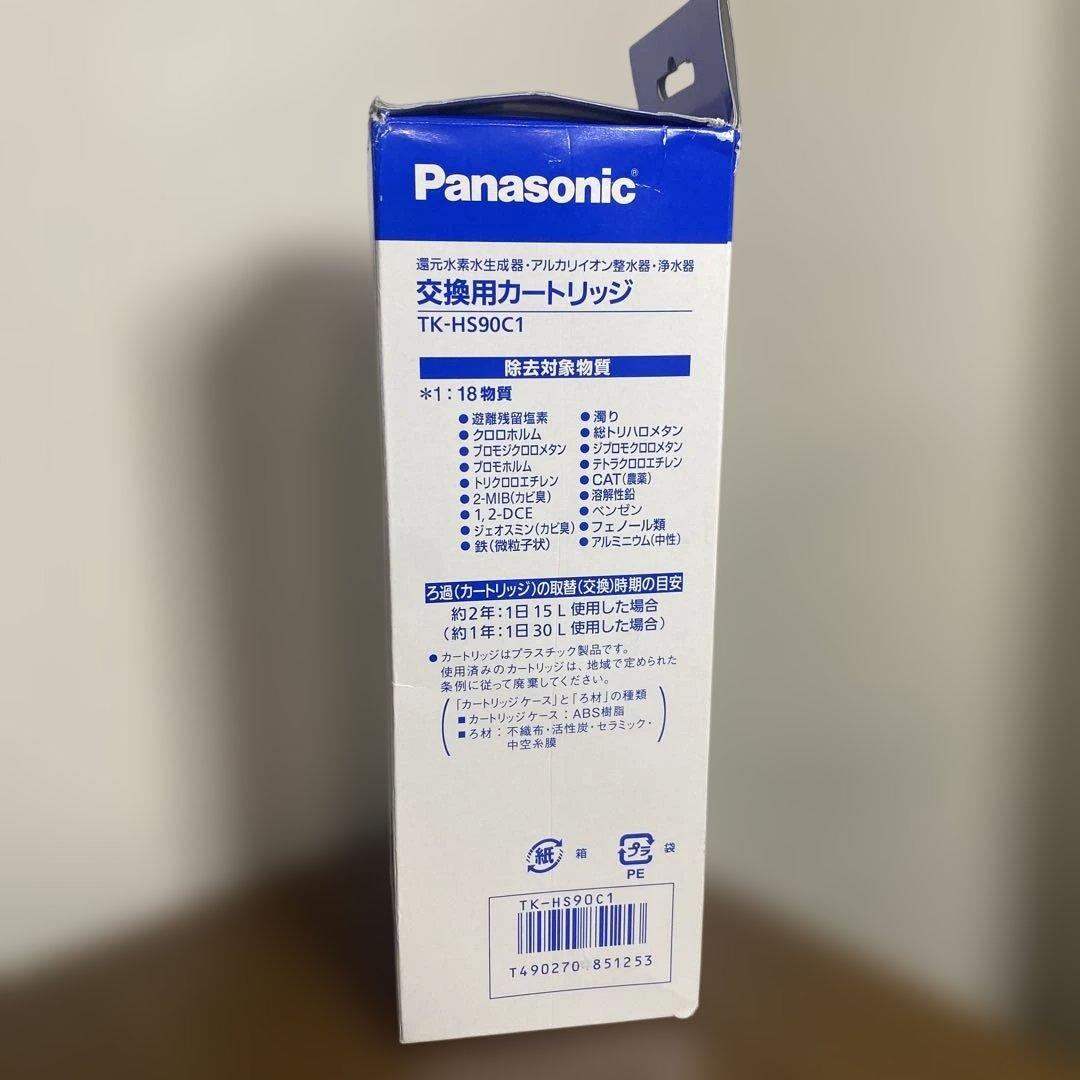 Panasonic®
還元水素水生成器・アルカリイオン整水器・浄水器
交換用カートリッジ
TK-HS90C1
除去対象物質
*1：18物質
●遊離残留塩素
●クロロホルム
●ブロモジクロロメタン
●ブロモホルム
●トリクロロエチレン
●2-MIB(カビ臭)
●1,2-DCE
●ジェオスミン(カビ臭)
●鉄(微粒子状)
●濁り
●総トリハロメタン
●ジブロモクロロメタン
●テトラクロロエチレン
●CAT(農薬)
●溶解性鉛
●ベンゼン
●フェノール類
●アルミニウム(中性)
ろ過(カートリッジ)の取替(交換)時期の目安
約2年：1日15L使用した場合
(約1年：1日30L使用した場合)
●カートリッジはプラスチック製品です。
使用済みのカートリッジは、地域で定められた
条例に従って廃棄してください。
「カートリッジケース」と「ろ材」の種類
■カートリッジケース：ABS樹脂
■ろ材：不織布・活性炭・セラミック・
中空糸膜
紙 箱
プラ 袋
PE
TK-HS90C1
T490270 851253